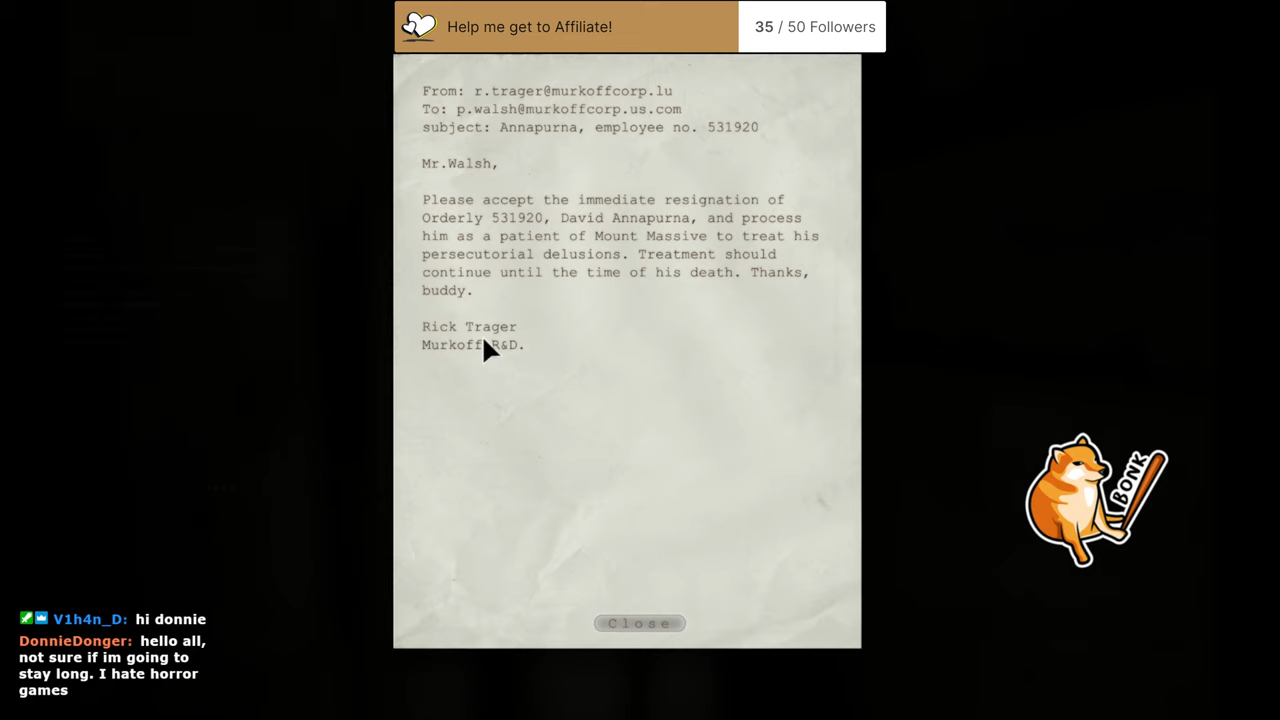 Help me get to Affiliate!
35 / 50 Followers
From: r.trager@murkoffcorp.lu
To: p.walsh@murkoffcorp.us.com
subject: Annapurna, employee no. 531920
Mr.Walsh,
Please accept the immediate resignation of
Orderly 531920, David Annapurna, and process
him as a patient of Mount Massive to treat his
persecutorial delusions. Treatment should
continue until the time of his death. Thanks,
buddy.
Rick Trager
Murkoff R&D.
Close
BONK
V1h4n_D: hi donnie
DonnieDonger: hello all,
not sure if im going to
stay long. I hate horror
games